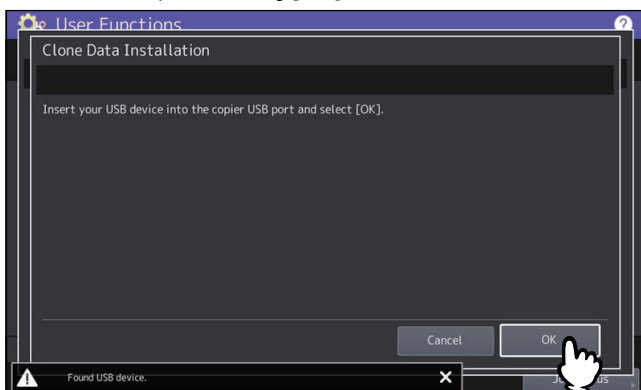 User Functions
?
Clone Data Installation
Insert your USB device into the copier USB port and select [OK].
Cancel
OK
Found USB device.